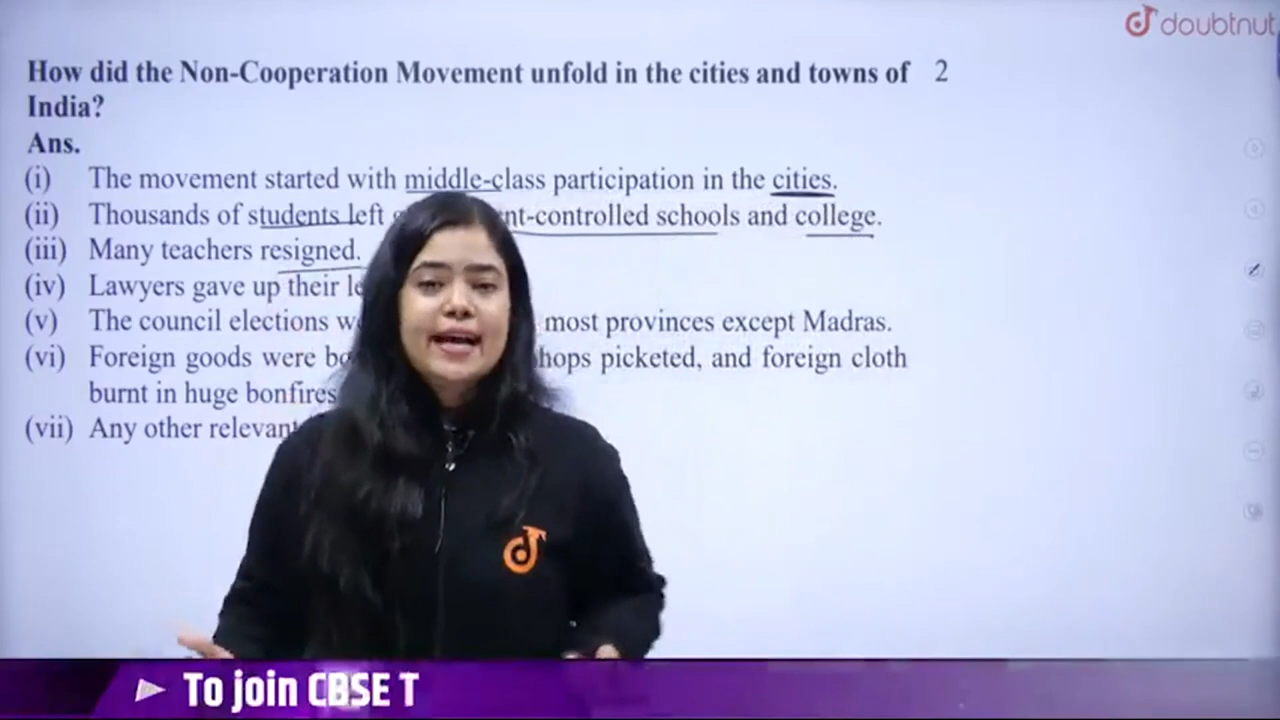 doubtnut
How did the Non-Cooperation Movement unfold in the cities and towns of 2
India?
Ans.
(i) The movement started with middle-class participation in the cities.
(ii) Thousands of students left nt-controlled schools and college.
(iii) Many teachers resigned.
(iv) Lawyers gave up their le
(v) The council elections w most provinces except Madras.
(vi) Foreign goods were bo hops picketed, and foreign cloth
burnt in huge bonfires
(vii) Any other relevant
To join CBSE T